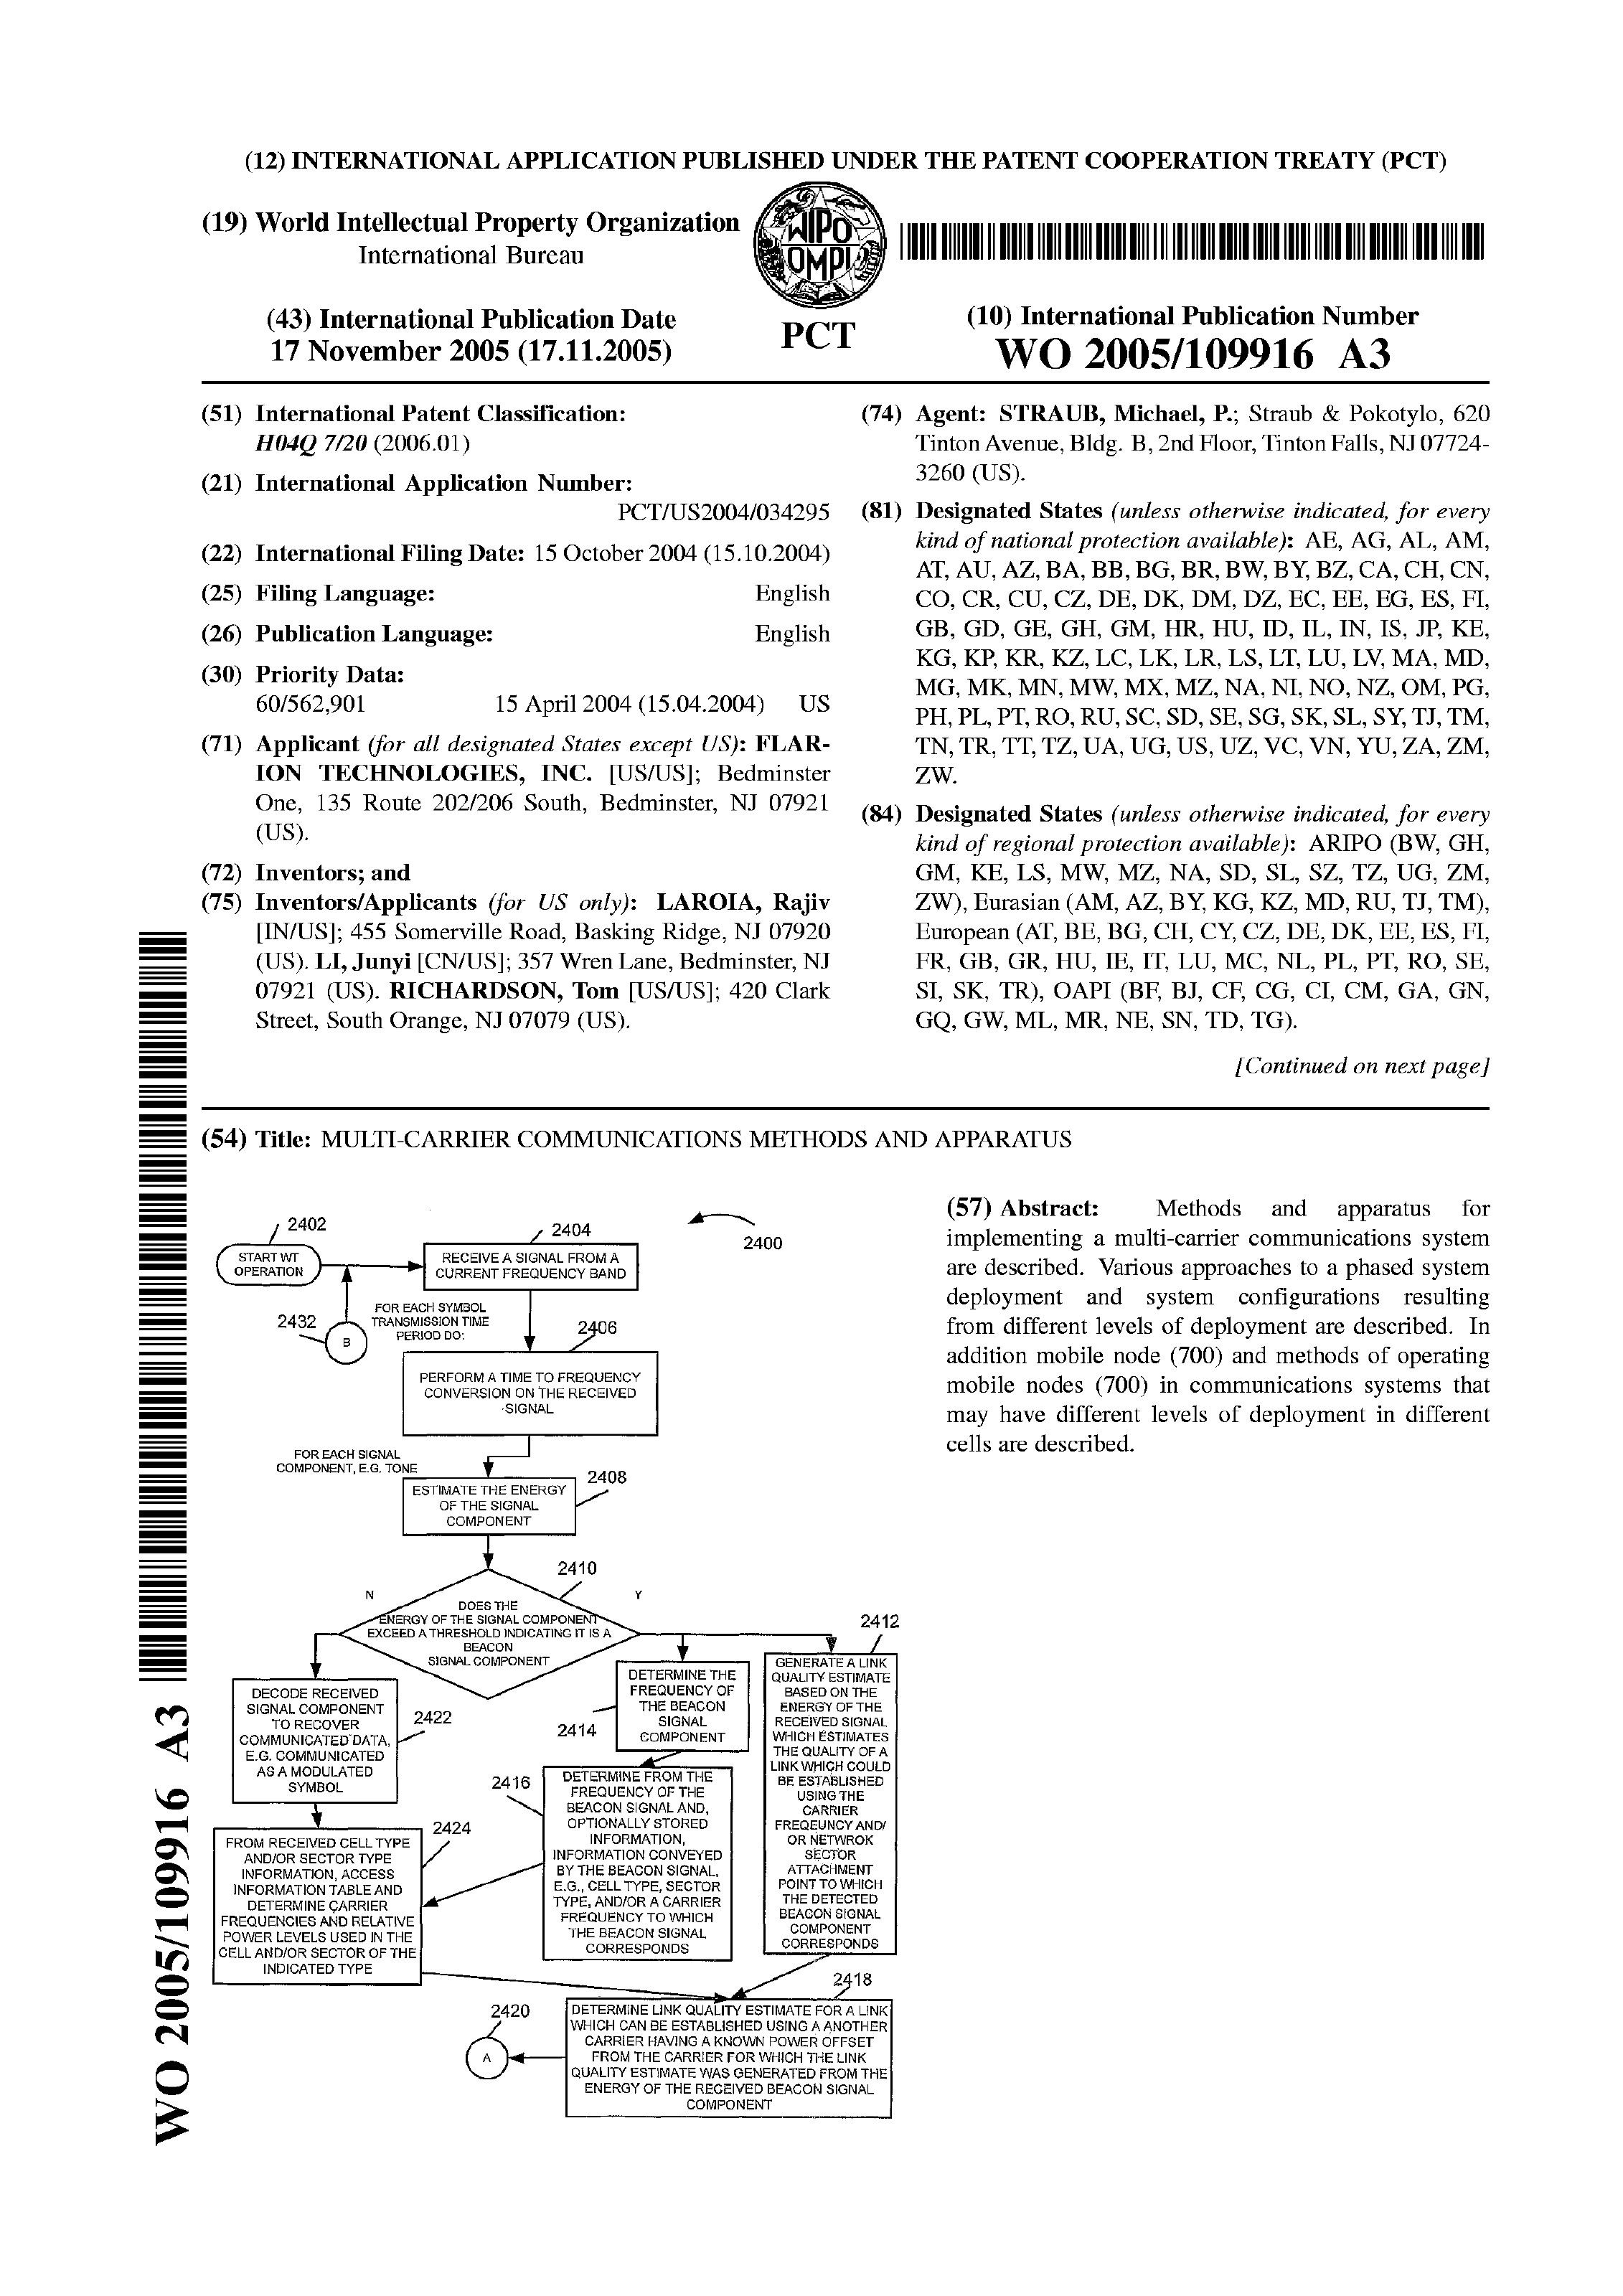 (12) INTERNATIONAL APPLICATION PUBLISHED UNDER THE PATENT COOPERATION TREATY (PCT)
(19) World Intellectual Property Organization
International Bureau
WIPO
OMPI
PCT
(43) International Publication Date
17 November 2005 (17.11.2005)
(10) International Publication Number
WO 2005/109916 A3
(51) International Patent Classification:
H04Q 7/20 (2006.01)
(21) International Application Number:
PCT/US2004/034295
(22) International Filing Date: 15 October 2004 (15.10.2004)
(25) Filing Language: English
(26) Publication Language: English
(30) Priority Data:
60/562,901 15 April 2004 (15.04.2004) US
(71) Applicant (for all designated States except US): FLAR-
ION TECHNOLOGIES, INC. [US/US]; Bedminster
One, 135 Route 202/206 South, Bedminster, NJ 07921
(US).
(72) Inventors; and
(75) Inventors/Applicants (for US only): LAROIA, Rajiv
[IN/US]; 455 Somerville Road, Basking Ridge, NJ 07920
(US). LI, Junyi [CN/US]; 357 Wren Lane, Bedminster, NJ
07921 (US). RICHARDSON, Tom [US/US]; 420 Clark
Street, South Orange, NJ 07079 (US).
(74) Agent: STRAUB, Michael, P.; Straub & Pokotylo, 620
Tinton Avenue, Bldg. B, 2nd Floor, Tinton Falls, NJ 07724-
3260 (US).
(81) Designated States (unless otherwise indicated, for every
kind of national protection available): AE, AG, AL, AM,
AT, AU, AZ, BA, BB, BG, BR, BW, BY, BZ, CA, CH, CN,
CO, CR, CU, CZ, DE, DK, DM, DZ, EC, EE, EG, ES, FI,
GB, GD, GE, GH, GM, HR, HU, ID, IL, IN, IS, JP, KE,
KG, KP, KR, KZ, LC, LK, LR, LS, LT, LU, LV, MA, MD,
MG, MK, MN, MW, MX, MZ, NA, NI, NO, NZ, OM, PG,
PH, PL, PT, RO, RU, SC, SD, SE, SG, SK, SL, SY, TJ, TM,
TN, TR, TT, TZ, UA, UG, US, UZ, VC, VN, YU, ZA, ZM,
ZW.
(84) Designated States (unless otherwise indicated, for every
kind of regional protection available): ARIPO (BW, GH,
GM, KE, LS, MW, MZ, NA, SD, SL, SZ, TZ, UG, ZM,
ZW), Eurasian (AM, AZ, BY, KG, KZ, MD, RU, TJ, TM),
European (AT, BE, BG, CH, CY, CZ, DE, DK, EE, ES, FI,
FR, GB, GR, HU, IE, IT, LU, MC, NL, PL, PT, RO, SE,
SI, SK, TR), OAPI (BF, BJ, CF, CG, CI, CM, GA, GN,
GQ, GW, ML, MR, NE, SN, TD, TG).
[Continued on next page]
(54) Title: MULTI-CARRIER COMMUNICATIONS METHODS AND APPARATUS
2402
START WT
OPERATION
2404
RECEIVE A SIGNAL FROM A
CURRENT FREQUENCY BAND
2400
2432
B
FOR EACH SYMBOL
TRANSMISSION TIME
PERIOD DO:
2406
PERFORM A TIME TO FREQUENCY
CONVERSION ON THE RECEIVED
SIGNAL
FOR EACH SIGNAL
COMPONENT, E.G. TONE
2408
ESTIMATE THE ENERGY
OF THE SIGNAL
COMPONENT
2410
N
Y
DOES THE
ENERGY OF THE SIGNAL COMPONENT
EXCEED A THRESHOLD INDICATING IT IS A
BEACON
SIGNAL COMPONENT
2422
DECODE RECEIVED
SIGNAL COMPONENT
TO RECOVER
COMMUNICATED DATA,
E.G. COMMUNICATED
AS A MODULATED
SYMBOL
2414
DETERMINE THE
FREQUENCY OF
THE BEACON
SIGNAL
COMPONENT
2412
GENERATE A LINK
QUALITY ESTIMATE
BASED ON THE
ENERGY OF THE
RECEIVED SIGNAL
WHICH ESTIMATES
THE QUALITY OF A
LINK WHICH COULD
BE ESTABLISHED
USING THE
CARRIER
FREQEUNCY AND/
OR NETWROK
SECTOR
ATTACHMENT
POINT TO WHICH
THE DETECTED
BEACON SIGNAL
COMPONENT
CORRESPONDS
2416
DETERMINE FROM THE
FREQUENCY OF THE
BEACON SIGNAL AND,
OPTIONALLY STORED
INFORMATION,
INFORMATION CONVEYED
BY THE BEACON SIGNAL,
E.G., CELL TYPE, SECTOR
TYPE, AND/OR A CARRIER
FREQUENCY TO WHICH
THE BEACON SIGNAL
CORRESPONDS
2424
FROM RECEIVED CELL TYPE
AND/OR SECTOR TYPE
INFORMATION, ACCESS
INFORMATION TABLE AND
DETERMINE CARRIER
FREQUENCIES AND RELATIVE
POWER LEVELS USED IN THE
CELL AND/OR SECTOR OF THE
INDICATED TYPE
2418
DETERMINE LINK QUALITY ESTIMATE FOR A LINK
WHICH CAN BE ESTABLISHED USING A ANOTHER
CARRIER HAVING A KNOWN POWER OFFSET
FROM THE CARRIER FOR WHICH THE LINK
QUALITY ESTIMATE WAS GENERATED FROM THE
ENERGY OF THE RECEIVED BEACON SIGNAL
COMPONENT
2420
A
(57) Abstract: Methods and apparatus for
implementing a multi-carrier communications system
are described. Various approaches to a phased system
deployment and system configurations resulting
from different levels of deployment are described. In
addition mobile node (700) and methods of operating
mobile nodes (700) in communications systems that
may have different levels of deployment in different
cells are described.
WO 2005/109916 A3